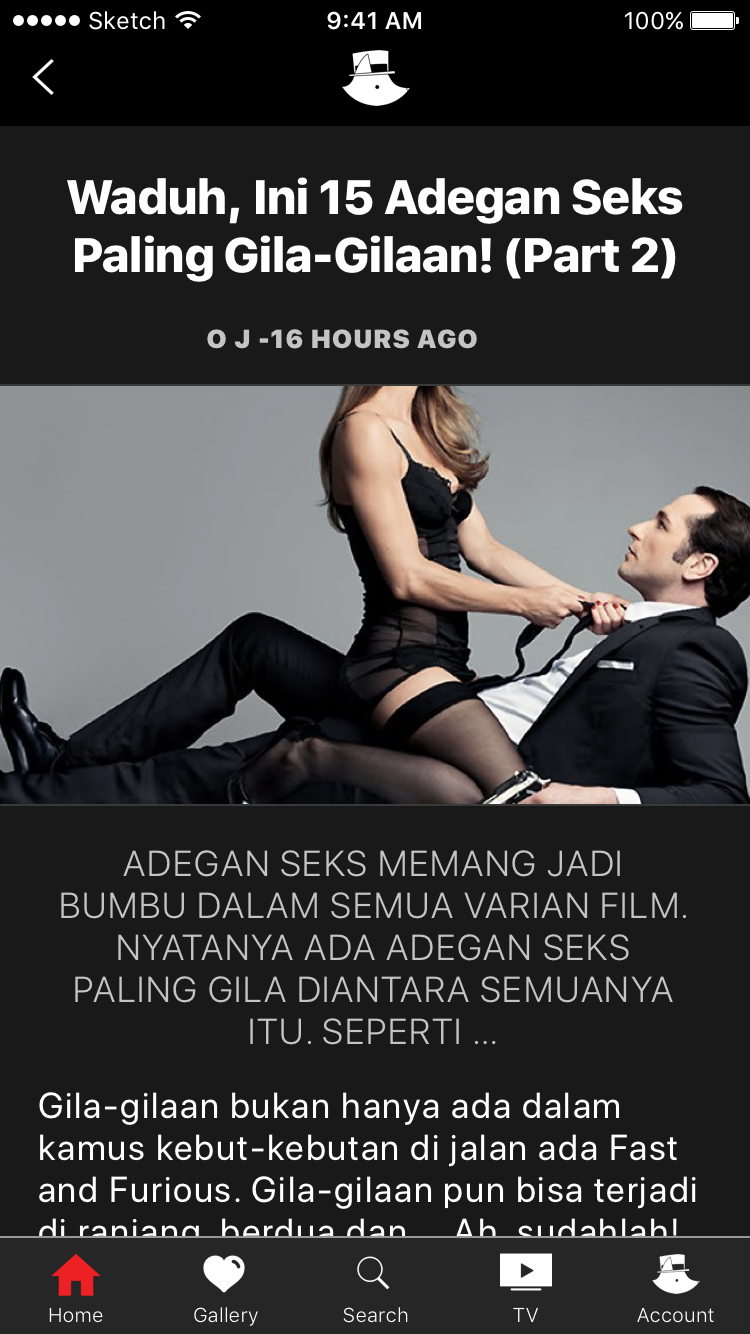 Sketch 9:41 AM 100%
Waduh, Ini 15 Adegan Seks
Paling Gila-Gilaan! (Part 2)
O J -16 HOURS AGO
ADEGAN SEKS MEMANG JADI
BUMBU DALAM SEMUA VARIAN FILM.
NYATANYA ADA ADEGAN SEKS
PALING GILA DIANTARA SEMUANYA
ITU. SEPERTI ...
Gila-gilaan bukan hanya ada dalam
kamus kebut-kebutan di jalan ada Fast
and Furious. Gila-gilaan pun bisa terjadi
di ranjang, berdua dan ... Ah, sudahlah!
Home Gallery Search TV Account